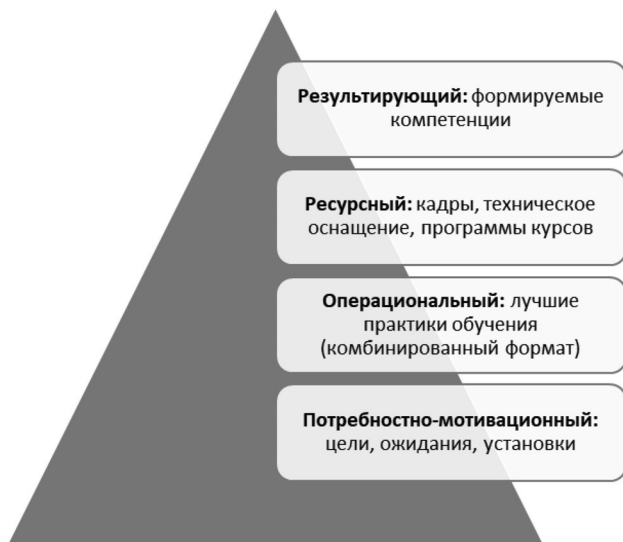 Результирующий: формируемые
компетенции
Ресурсный: кадры, техническое
оснащение, программы курсов
Операциональный: лучшие
практики обучения
(комбинированный формат)
Потребностно-мотивационный:
цели, ожидания, установки